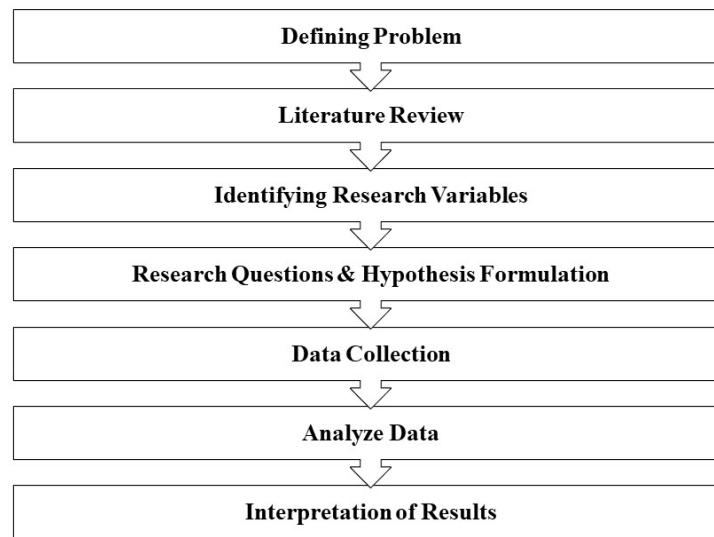 Defining Problem
Literature Review
Identifying Research Variables
Research Questions & Hypothesis Formulation
Data Collection
Analyze Data
Interpretation of Results